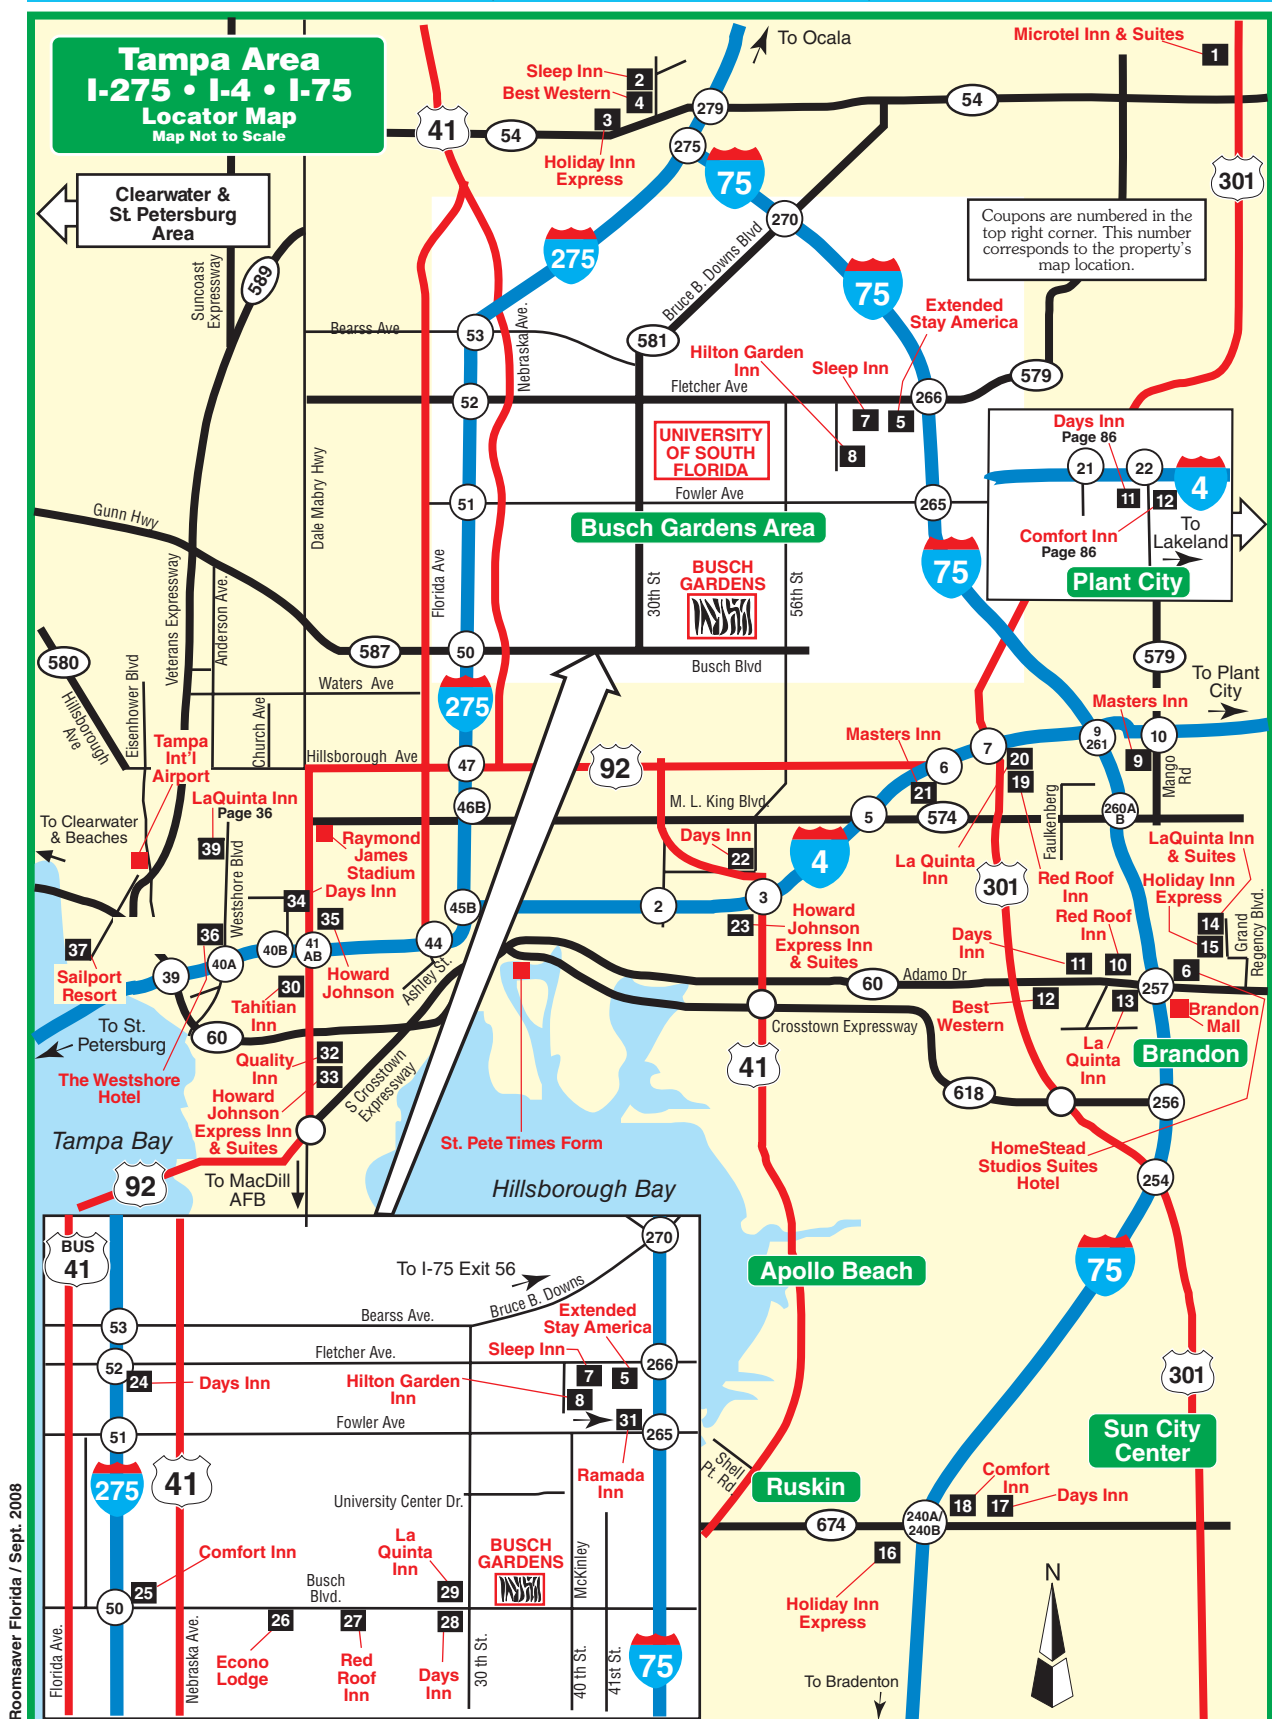 Tampa Area
I-275 • I-4 • I-75
Locator Map
Map Not to Scale
To Ocala
Microtel Inn & Suites
1
Sleep Inn
2
Best Western
4
3
Holiday Inn
Express
41
54
279
54
275
75
301
Clearwater &
St. Petersburg
Area
Coupons are numbered in the
top right corner. This number
corresponds to the property's
map location.
270
275
75
589
Suncoast
Expressway
Bruce B. Downs Blvd
Bearss Ave
53
Nebraska Ave.
581
Extended
Stay America
Hilton Garden
Inn
Sleep Inn
579
Fletcher Ave
52
266
7
5
8
UNIVERSITY
OF SOUTH
FLORIDA
Days Inn
Page 86
21
22
4
11
12
Comfort Inn
Page 86
To
Lakeland
Plant City
Gunn Hwy
Dale Mabry Hwy
51
Fowler Ave
265
Busch Gardens Area
75
BUSCH
GARDENS
Florida Ave
30th St
56th St
Veterans Expressway
Anderson Ave.
580
587
50
Busch Blvd
579
To Plant
City
Hillsborough
Ave
Eisenhower Blvd
Waters Ave
Church Ave
275
Masters Inn
Masters Inn
Tampa
Int'l
Airport
Hillsborough Ave
47
92
6
7
9
261
10
9
Mango
Rd
20
19
21
46B
M. L. King Blvd.
5
574
260A
B
Faulkenberg
LaQuinta Inn
Page 36
39
To Clearwater
& Beaches
Westshore Blvd
Raymond
James
Stadium
Days Inn
22
4
La Quinta
Inn
301
Red Roof
Inn
LaQuinta Inn
& Suites
Holiday Inn
Express
Red Roof
Inn
14
15
Grand
Regency Blvd.
Days Inn
34
35
45B
2
3
23
Howard
Johnson
Express Inn
& Suites
Days
Inn
11
10
6
37
Sailport
Resort
36
39
40A
40B
41
AB
44
Howard
Johnson
Ashley St.
30
Tahitian
Inn
60
Adamo Dr
257
Best
Western
12
13
Brandon
Mall
La
Quinta
Inn
Brandon
To St.
Petersburg
60
Crosstown Expressway
The Westshore
Hotel
Quality
Inn
32
33
Howard
Johnson
Express Inn
& Suites
S Crosstown
Expressway
41
618
256
Tampa Bay
St. Pete Times Form
HomeStead
Studios Suites
Hotel
254
92
To MacDill
AFB
Hillsborough Bay
BUS
41
270
To I-75 Exit 56
Bruce B. Downs
Bearss Ave.
53
Extended
Stay America
Sleep Inn
Fletcher Ave.
52
24
Days Inn
Hilton Garden
Inn
7
5
8
266
Fowler Ave
51
31
265
275
41
Ramada
Inn
University Center Dr.
Comfort Inn
La
Quinta
Inn
BUSCH
GARDENS
McKinley
25
50
Busch
Blvd.
29
26
27
28
Econo
Lodge
Red
Roof
Inn
Days
Inn
Florida Ave.
Nebraska Ave.
30 th St.
40 th St.
41st St.
75
Apollo Beach
75
301
Sun City
Center
Shell
Pt. Rd.
Ruskin
Comfort
Inn
18
17
Days Inn
674
240A/
240B
16
Holiday Inn
Express
N
To Bradenton
Roomsaver Florida / Sept. 2008